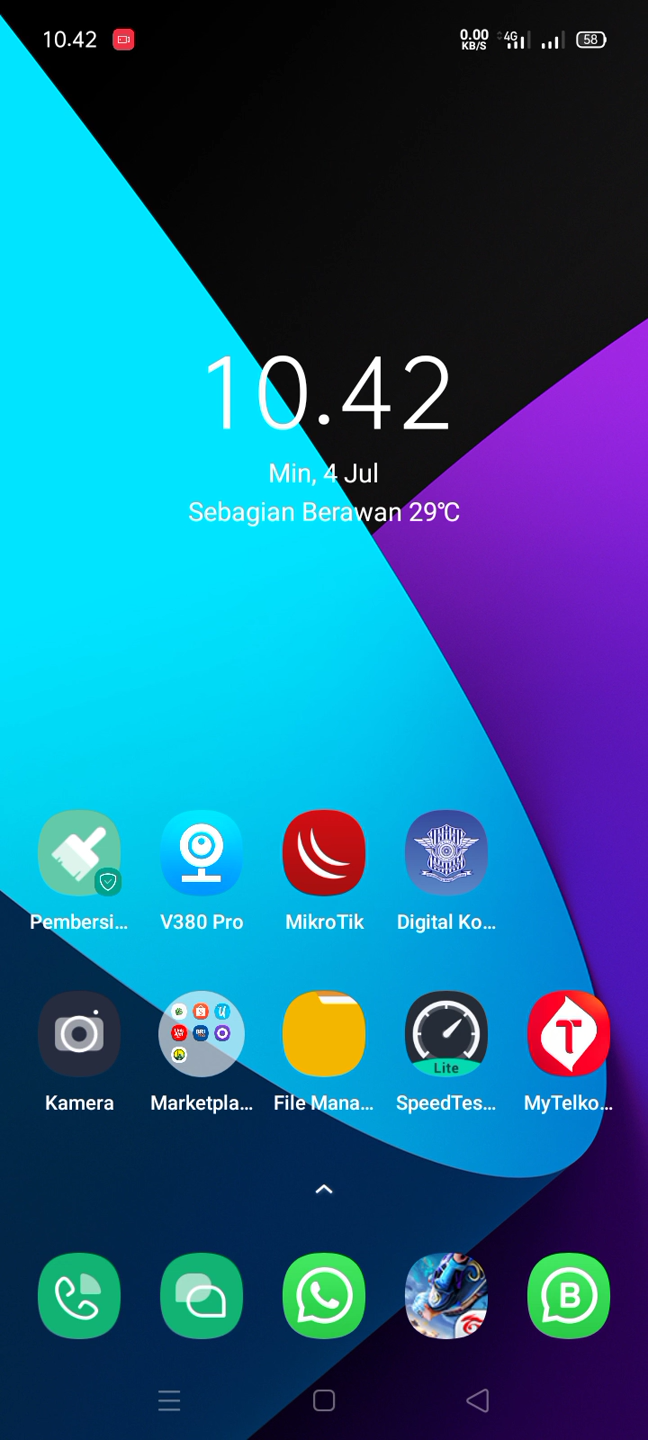 10.42
0.00
KB/S
4G
58
10.42
Min, 4 Jul
Sebagian Berawan 29℃
Pembersi...
V380 Pro
MikroTik
Digital Ko...
Lite
Kamera
Marketpla...
File Mana...
SpeedTes...
MyTelko...